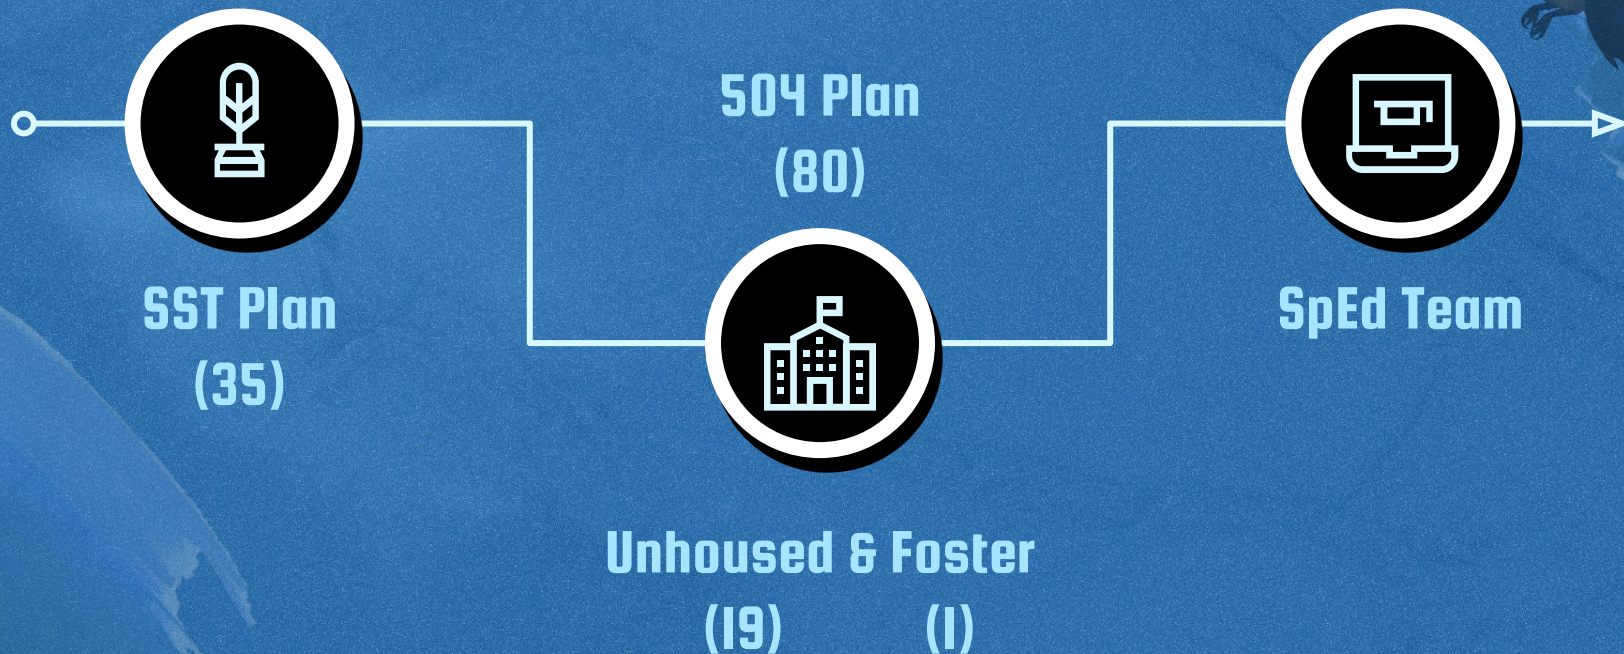 504 Plan
(80)
SST Plan
(35)
SpEd Team
Unhoused & Foster
(19) (1)